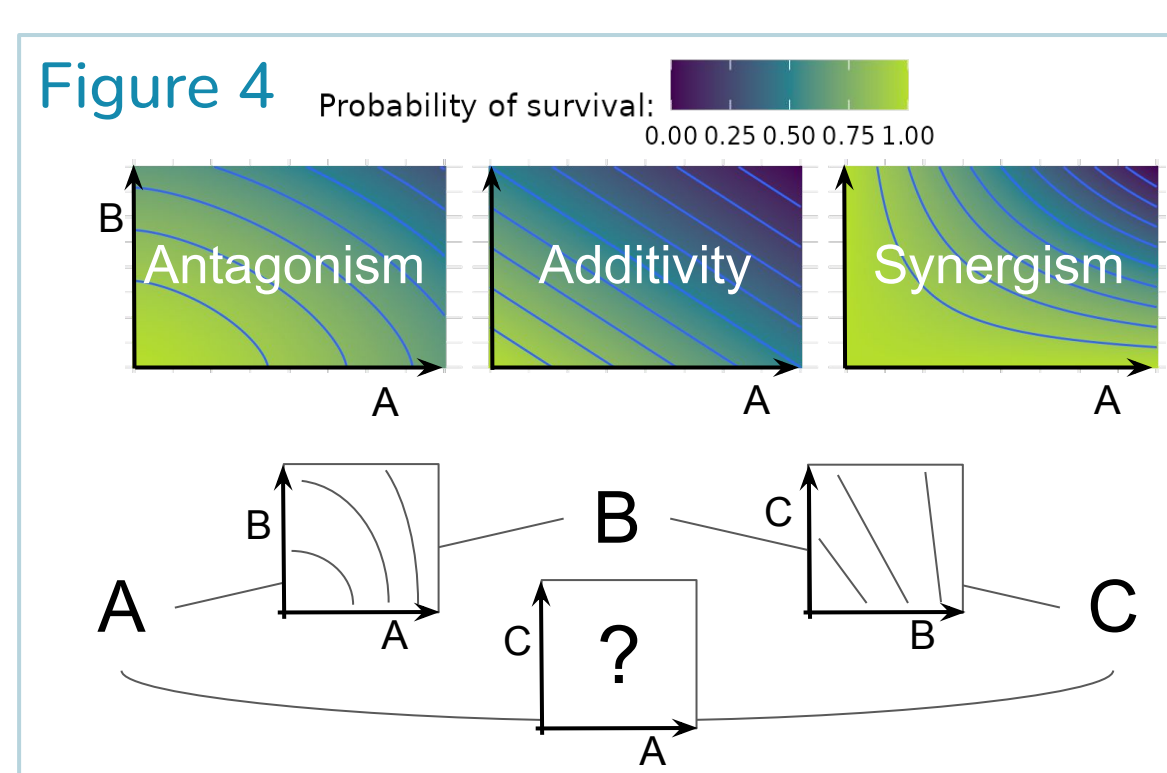 Figure 4
Probability of survival:
0.00 0.25 0.50 0.75 1.00
B
Antagonism
Additivity
Synergism
A
A
A
B
A
B
C
B
A
C
C
?
A